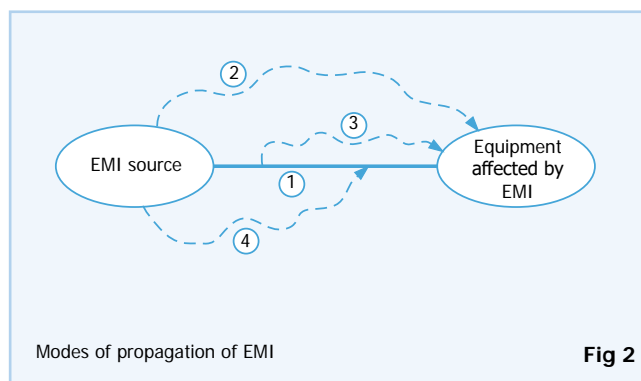 2
3
EMI source
Equipment
affected by
EMI
1
4
Modes of propagation of EMI
Fig 2